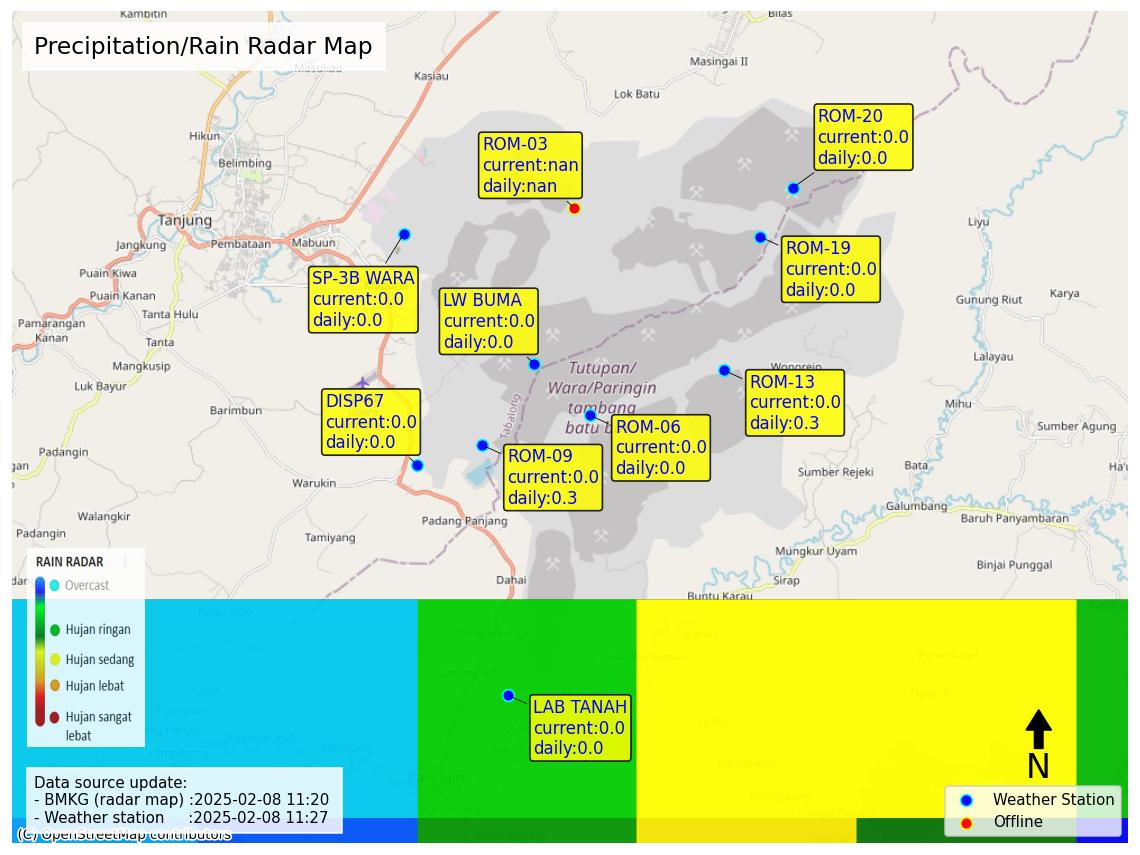 Kambitin
Bilas
Precipitation/Rain Radar Map
Masukau
Kasiau
Masingai II
Lok Batu
ROM-20
current:0.0
daily:0.0
Hikun
Belimbing
ROM-03
current:nan
daily:nan
Tanjung
Jangkung
Pembataan
Mabuun
Liyu
ROM-19
current:0.0
daily:0.0
Puain Kiwa
Puain Kanan
SP-3B WARA
current:0.0
daily:0.0
LW BUMA
current:0.0
daily:0.0
Gunung Riut
Karya
Tanta Hulu
Pamarangan
Kanan
Tanta
Mangkusip
Luk Bayur
Lalayau
Wonorejo
Tutupan/
Wara/Paringin
tambang
batu b
ROM-13
current:0.0
daily:0.3
Barimbun
DISP67
current:0.0
daily:0.0
Tabalong
ROM-06
current:0.0
daily:0.0
Mihu
Sumber Agung
Padangin
gan
ROM-09
current:0.0
daily:0.3
Warukin
Sumber Rejeki
Bata
Ha'u
Galumbang
Baruh Panyambaran
Walangkir
Padangin
Tamiyang
Padang Panjang
Mungkur Uyam
Binjai Punggal
Dahai
Sirap
Buntu Karau
RAIN RADAR
Overcast
Hujan ringan
Hujan sedang
Hujan lebat
Hujan sangat
lebat
LAB TANAH
current:0.0
daily:0.0
Paringin
N
Data source update:
- BMKG (radar map) :2025-02-08 11:20
- Weather station :2025-02-08 11:27
Weather Station
Offline
(C) OpenStreetMap contributors